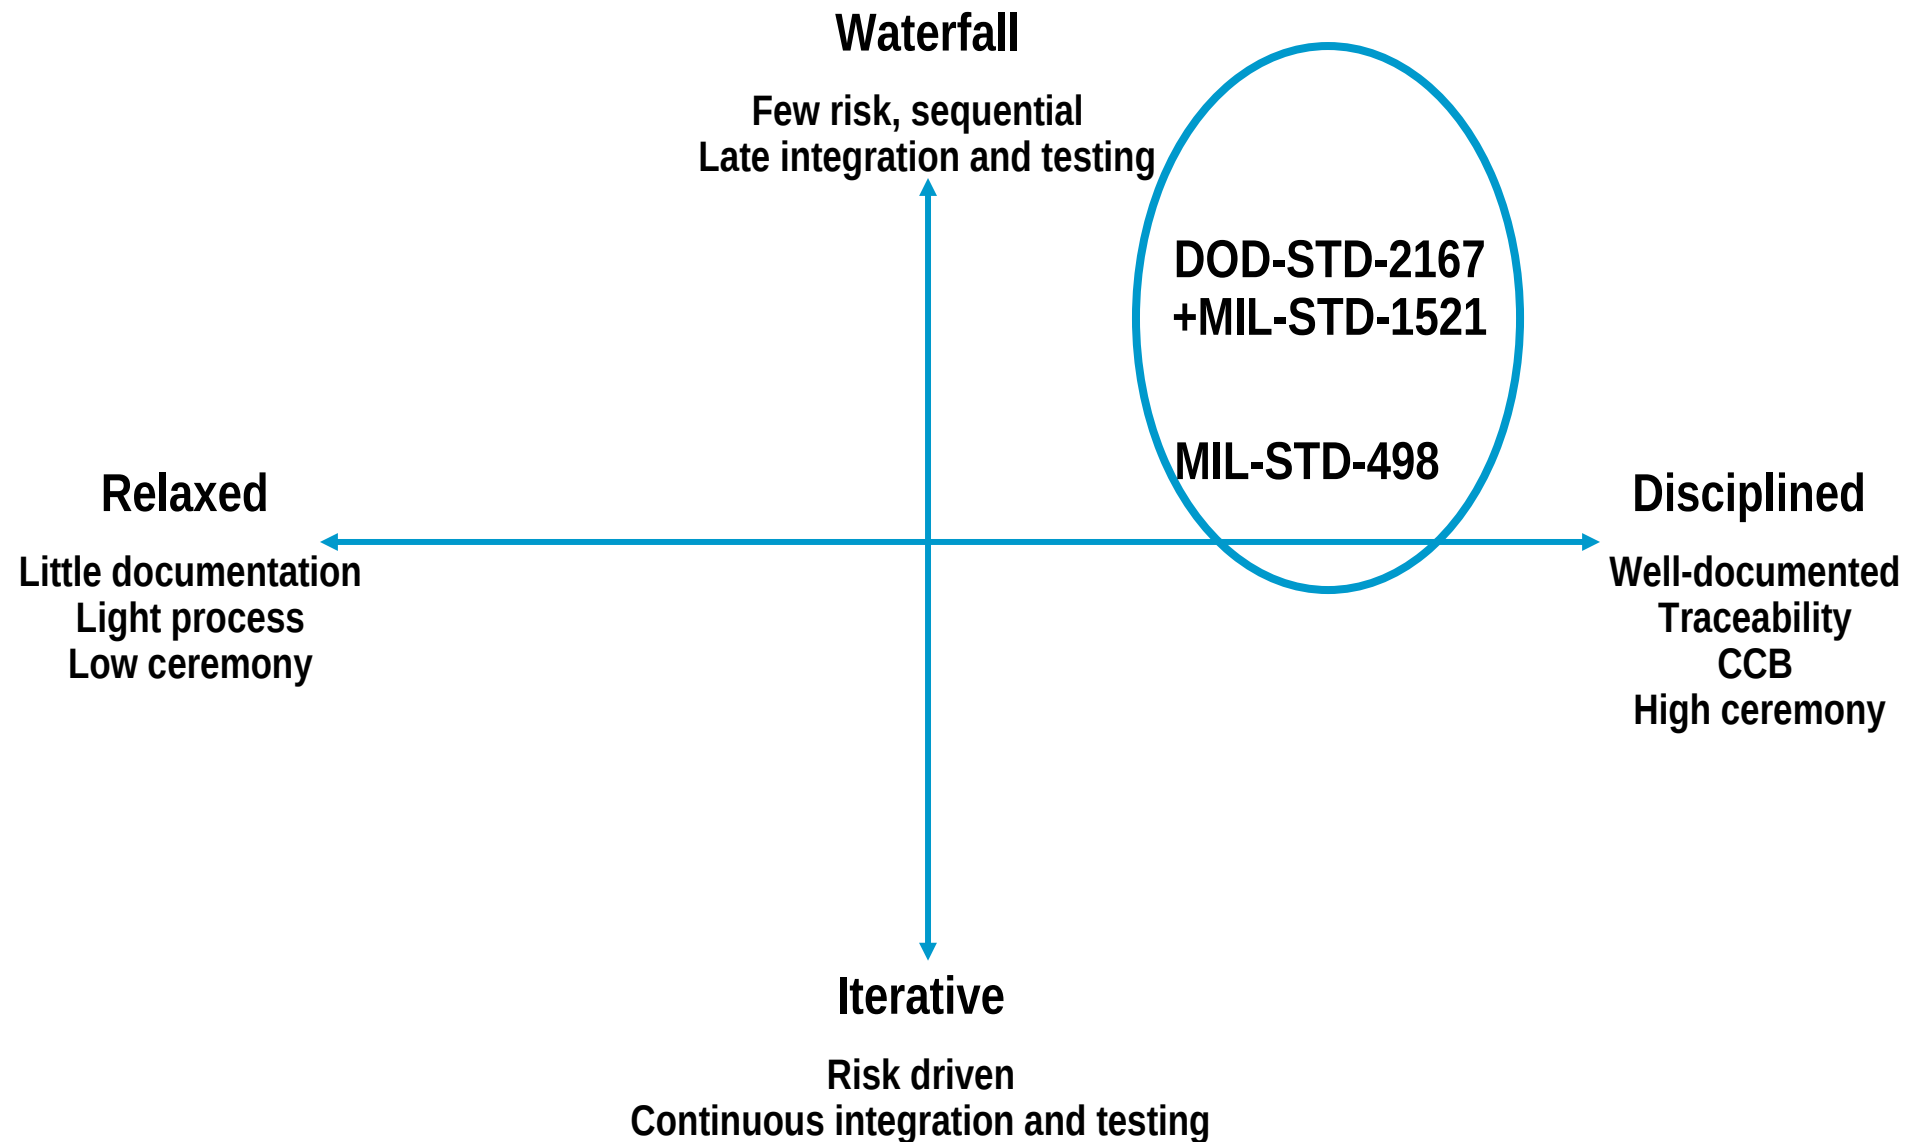 Waterfall
Few risk, sequential
Late integration and testing
DOD-STD-2167
+MIL-STD-1521
MIL-STD-498
Relaxed
Little documentation
Light process
Low ceremony
Disciplined
Well-documented
Traceability
CCB
High ceremony
Iterative
Risk driven
Continuous integration and testing